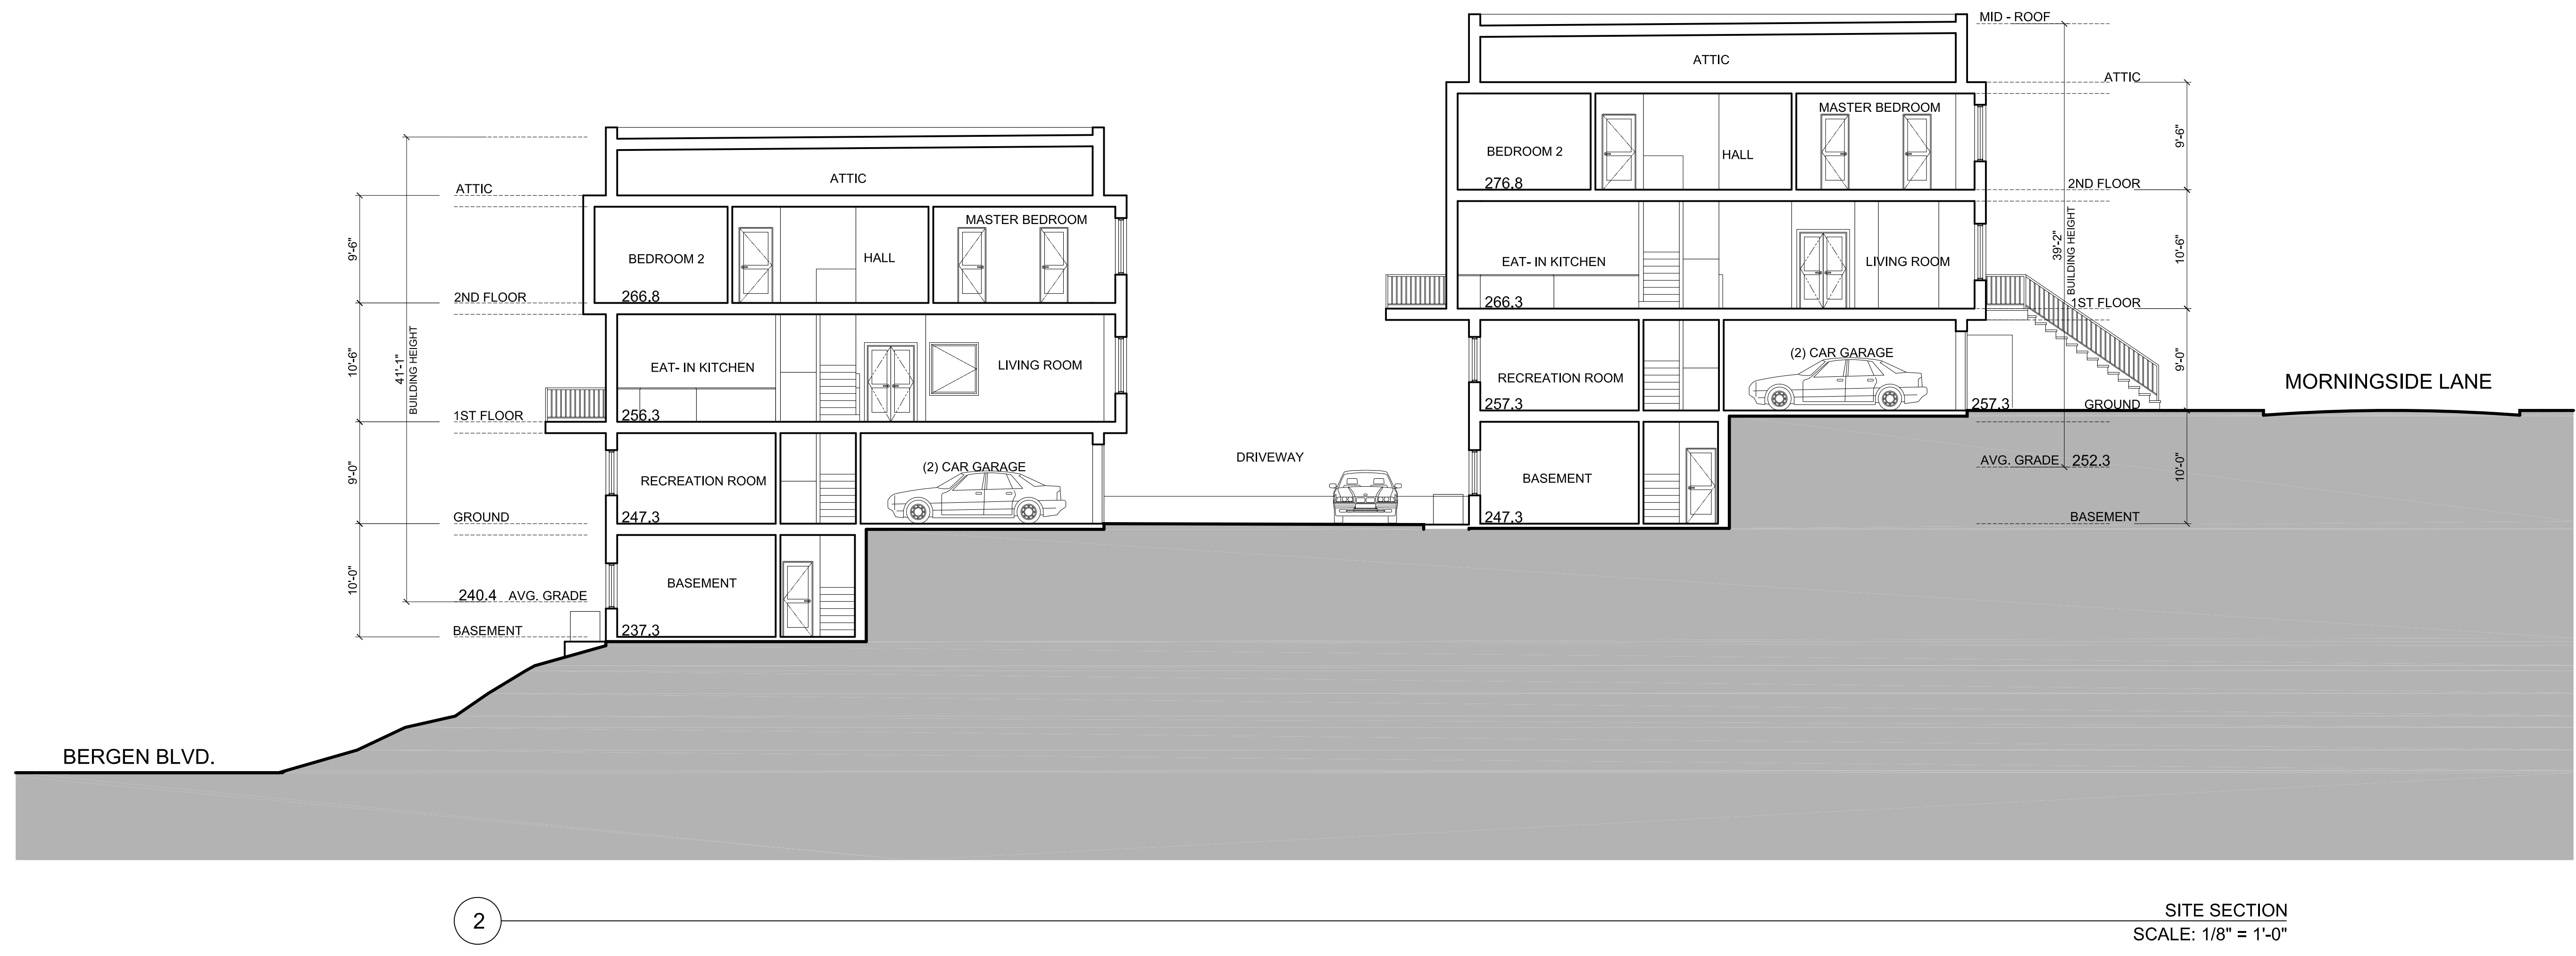 MID - ROOF
ATTIC
ATTIC
MASTER BEDROOM
BEDROOM 2
HALL
9'-6"
276.8
2ND FLOOR
39'-2"
BUILDING HEIGHT
10'-6"
EAT- IN KITCHEN
LIVING ROOM
266.3
1ST FLOOR
(2) CAR GARAGE
9'-0"
RECREATION ROOM
257.3
257.3
GROUND
MORNINGSIDE LANE
AVG. GRADE 252.3
10'-0"
BASEMENT
247.3
BASEMENT
ATTIC
ATTIC
MASTER BEDROOM
9'-6"
BEDROOM 2
HALL
2ND FLOOR
266.8
41'-1"
BUILDING HEIGHT
10'-6"
EAT- IN KITCHEN
LIVING ROOM
1ST FLOOR
256.3
9'-0"
RECREATION ROOM
(2) CAR GARAGE
DRIVEWAY
GROUND
247.3
10'-0"
BASEMENT
240.4 AVG. GRADE
BASEMENT
237.3
BERGEN BLVD.
2
SITE SECTION
SCALE: 1/8" = 1'-0"